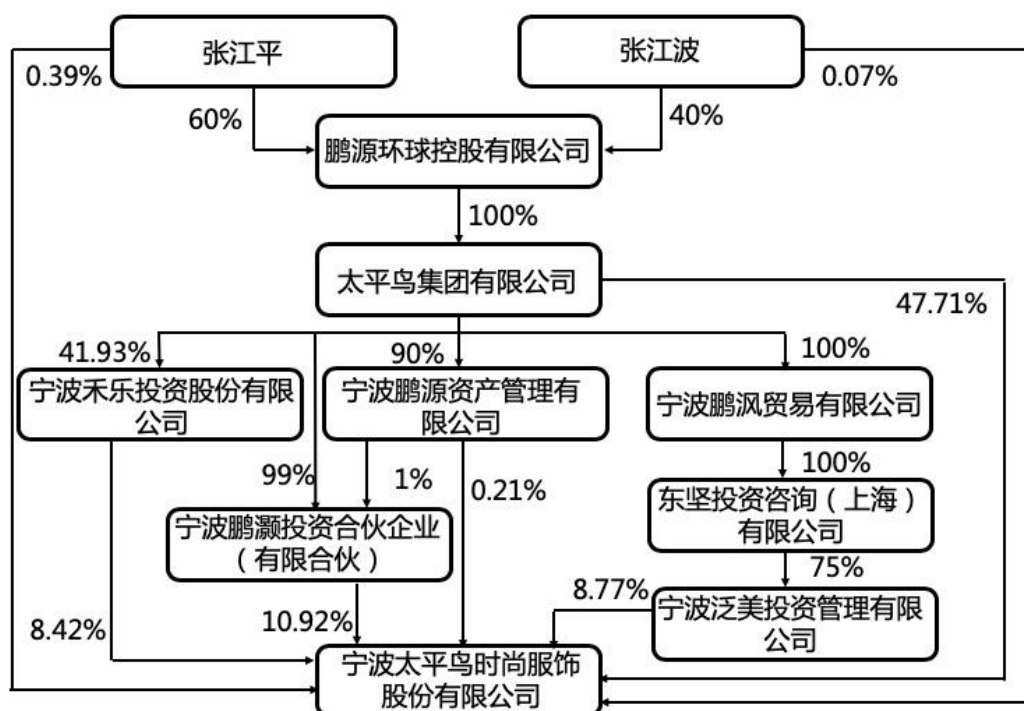 张江平
张江波
0.39%
0.07%
60%
40%
鹏源环球控股有限公司
100%
太平鸟集团有限公司
47.71%
41.93%
90%
100%
宁波禾乐投资股份有限
公司
宁波鹏源资产管理有
限公司
宁波鹏沨贸易有限公司
99%
1%
0.21%
100%
宁波鹏灏投资合伙企业
（有限合伙）
东坚投资咨询（上海）
有限公司
75%
8.42%
10.92%
8.77%
宁波泛美投资管理有限
公司
宁波太平鸟时尚服饰
股份有限公司